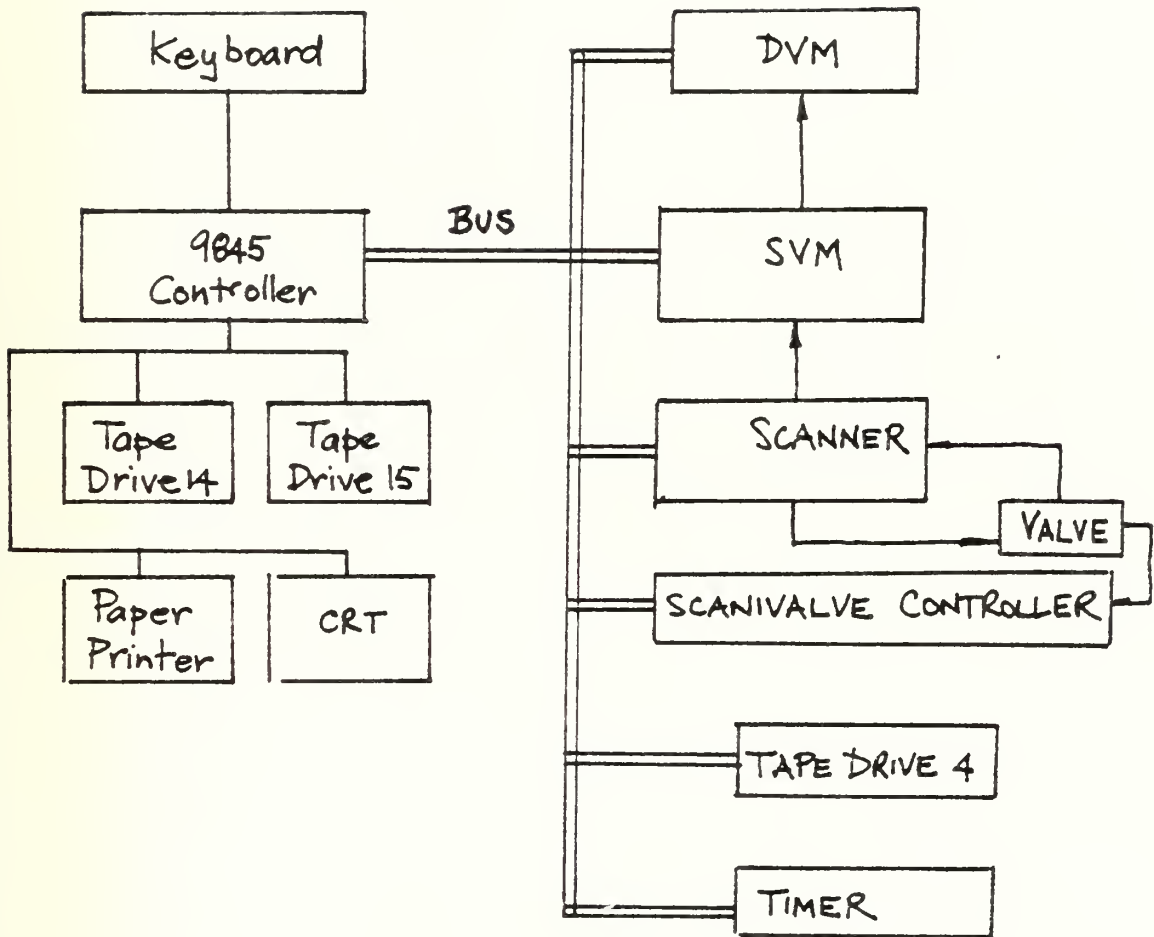 Keyboard
DVM
BUS
9845
Controller
SVM
Tape
Drive 14
Tape
Drive 15
SCANNER
VALVE
Paper
Printer
CRT
SCANIVALVE CONTROLLER
TAPE DRIVE 4
TIMER